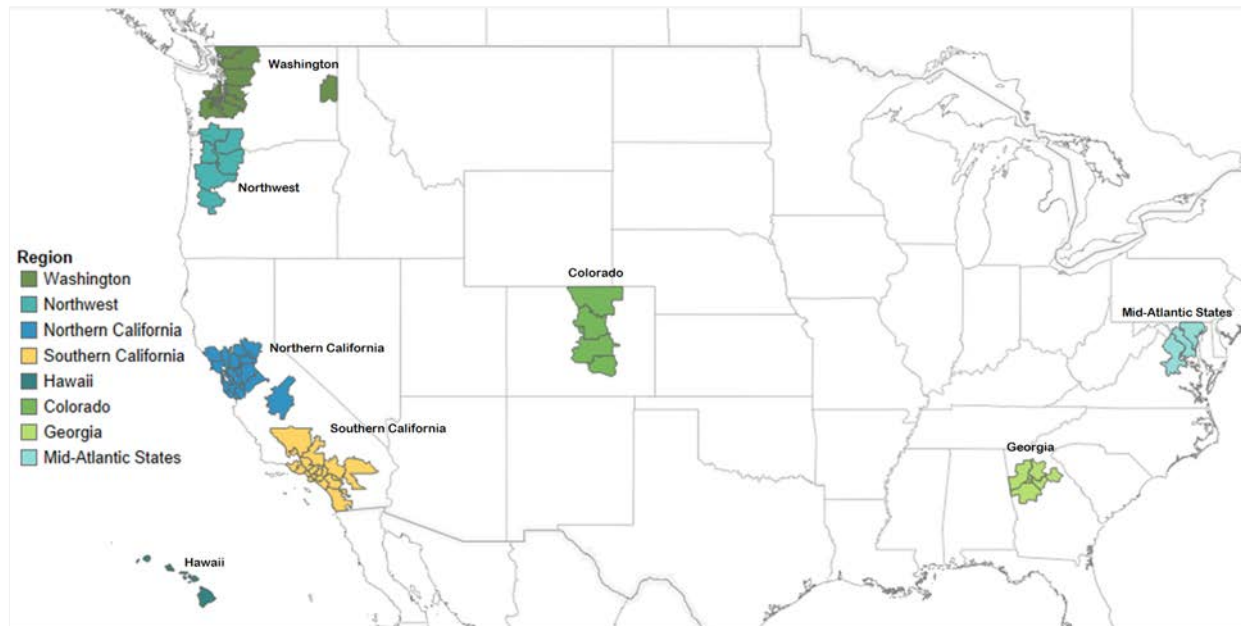 Washington
Northwest
Region
Washington
Northwest
Northern California
Southern California
Hawaii
Colorado
Georgia
Mid-Atlantic States
Colorado
Mid-Atlantic States
Northern California
Southern California
Georgia
Hawaii